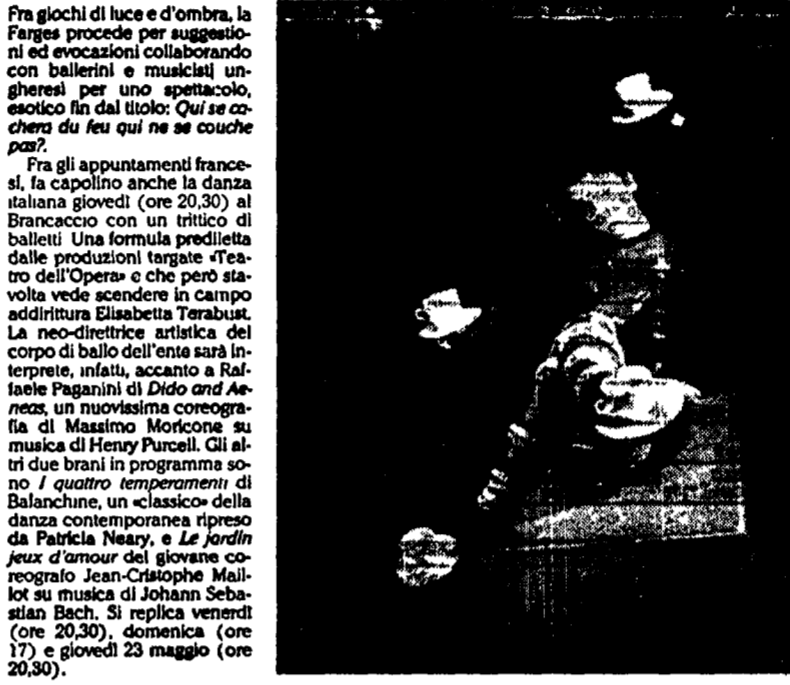 Fra giochi di luce e d'ombra, la
Farges procede per suggestio-
ni ed evocazioni collaborando
con ballerini e musicisti un-
gheresi per uno spettacolo,
esotico fin dal titolo: Qui se co-
chera du feu qui ne se couche
pas?.
Fra gli appuntamenti france-
si, fa capolino anche la danza
italiana giovedì (ore 20,30) al
Brancaccio con un trittico di
balletti Una formula prediletta
dalle produzioni targate «Tea-
tro dell'Opera» e che però sta-
volta vede scendere in campo
addirittura Elisabetta Terabust.
La neo-direttrice artistica del
corpo di ballo dell'ente sarà in-
terprete, infatti, accanto a Raf-
faele Paganini di Dido and Ae-
neas, un nuovissima coreogra-
fia di Massimo Moricone su
musica di Henry Purcell. Gli al-
tri due brani in programma so-
no I quattro temperamenti di
Balanchine, un «classico» della
danza contemporanea ripreso
da Patricia Neary, e Le jardin
jeux d'amour del giovane co-
reografo Jean-Cristophe Mail-
lot su musica di Johann Seba-
stian Bach. Si replica venerdì
(ore 20,30), domenica (ore
17) e giovedì 23 maggio (ore
20,30).